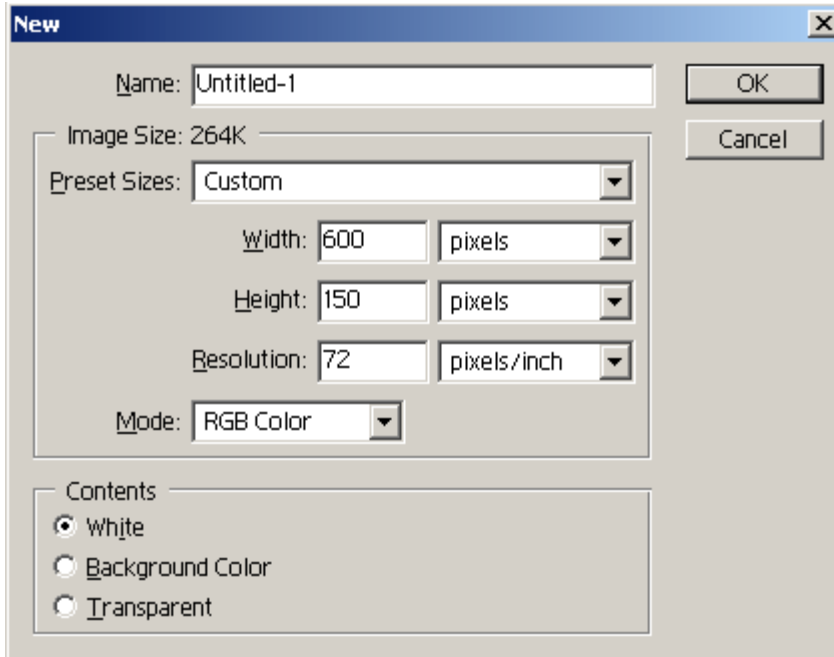 New
Name: Untitled-1
OK
Image Size: 264K
Cancel
Preset Sizes: Custom
Width: 600 pixels
Height: 150 pixels
Resolution: 72 pixels/inch
Mode: RGB Color
Contents
White
Background Color
Transparent